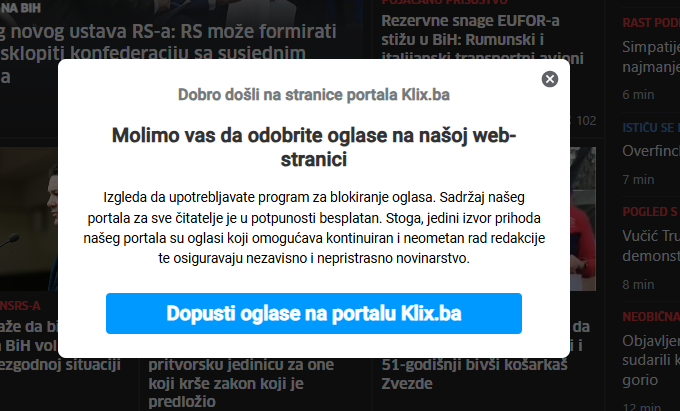 NA BIH
g novog ustava RS-a: RS može formirati
sklopiti konfederaciju sa susjednim
a
POJAČANO PRISUSTVO
Rezervne snage EUFOR-a
stižu u BiH: Rumunski i
italijanski transportni avioni
102
RAST POD
Simpatije
najmanje
6 min
ISTIČU SE I
Overfinch
7 min
POGLED S
Vučić Tru
demonst
8 min
NEOBIČNA
Objavljen
sudarili k
gorio
12 min
Dobro došli na stranice portala Klix.ba
Molimo vas da odobrite oglase na našoj web-
stranici
Izgleda da upotrebljavate program za blokiranje oglasa. Sadržaj našeg
portala za sve čitatelje je u potpunosti besplatan. Stoga, jedini izvor prihoda
našeg portala su oglasi koji omogućava kontinuiran i neometan rad redakcije
te osiguravaju nezavisno i nepristrasno novinarstvo.
Dopusti oglase na portalu Klix.ba
NSRS-A
aže da bi
BiH vol
ezgodnoj situaciji
pritvorsku jedinicu za one
koji krše zakon koji je
predložio
da
i
51-godišnji bivši košarkaš
Zvezde